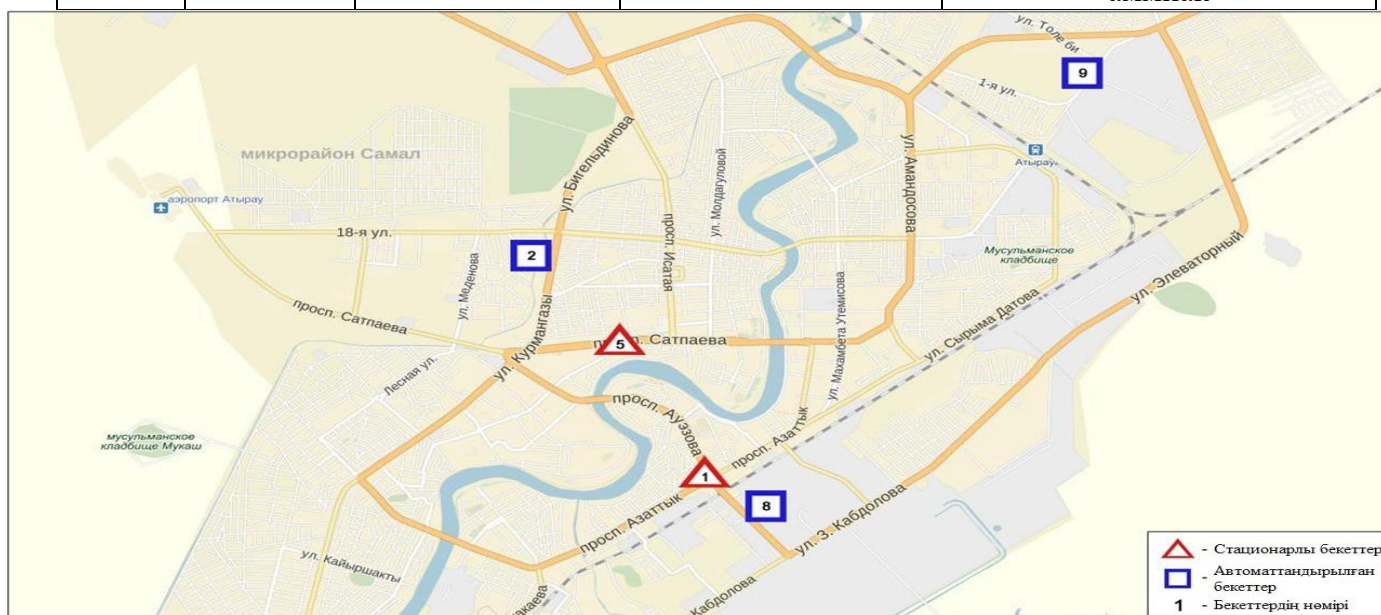 ул. Толе би
9
1-я ул.
Атырау
ул. Бигельдинова
микрорайон Самал
ул. Молдагуловой
ул. Амандосова
аэропорт Атырау
18-я ул.
просп. Исатая
2
Мусульманское
кладбище
ул. Элеваторный
ул. Меденова
ул. Махамбета Утемисова
просп. Сатпаева
ул. Курмангазы
5
п. Сатпаева
ул. Сырыма Датова
Лесная ул.
просп. Ауэзова
мусульманское
кладбище Мукаш
просп. Азаттык
1
8
просп. Азаттык
ул. З. Кабдолова
ул. Кайыршакты
Кабдолова
- Стационарлы бекеттер
- Автоматтандырылған
бекеттер
1 - Бекеттердің нөмірі